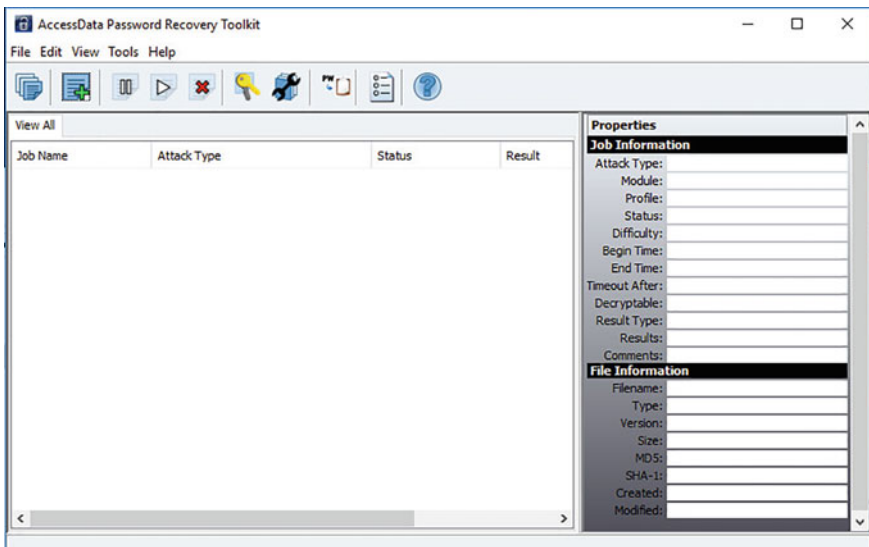 AccessData Password Recovery Toolkit
File Edit View Tools Help
PW
View All
Job Name Attack Type Status Result
Properties
Job Information
Attack Type:
Module:
Profile:
Status:
Difficulty:
Begin Time:
End Time:
Timeout After:
Decryptable:
Result Type:
Results:
Comments:
File Information
Filename:
Type:
Version:
Size:
MD5:
SHA-1:
Created:
Modified: